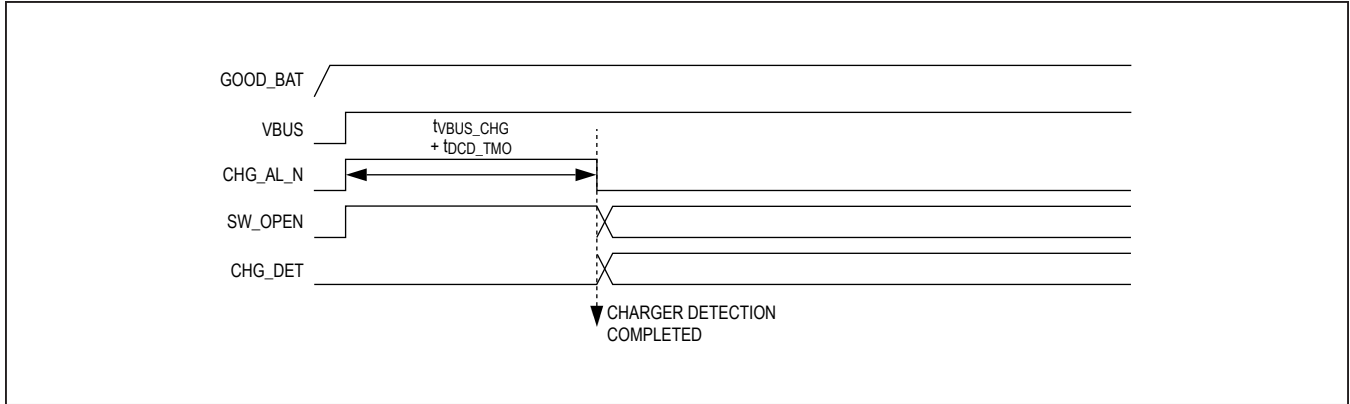 GOOD_BAT
VBUS
tVBUS_CHG
+ tDCD_TMO
CHG_AL_N
SW_OPEN
CHG_DET
CHARGER DETECTION
COMPLETED